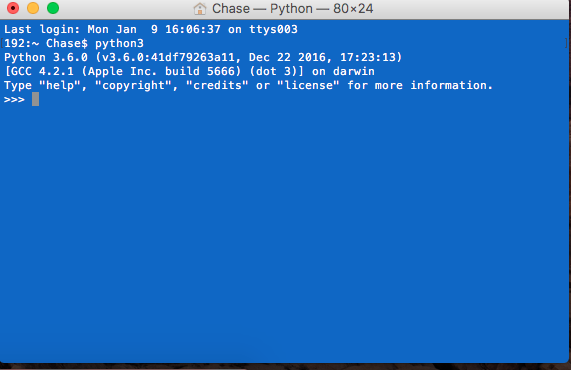 Chase — Python — 80×24
Last login: Mon Jan  9 16:06:37 on ttys003
192:~ Chase$ python3
Python 3.6.0 (v3.6.0:41df79263a11, Dec 22 2016, 17:23:13)
[GCC 4.2.1 (Apple Inc. build 5666) (dot 3)] on darwin
Type "help", "copyright", "credits" or "license" for more information.
>>>